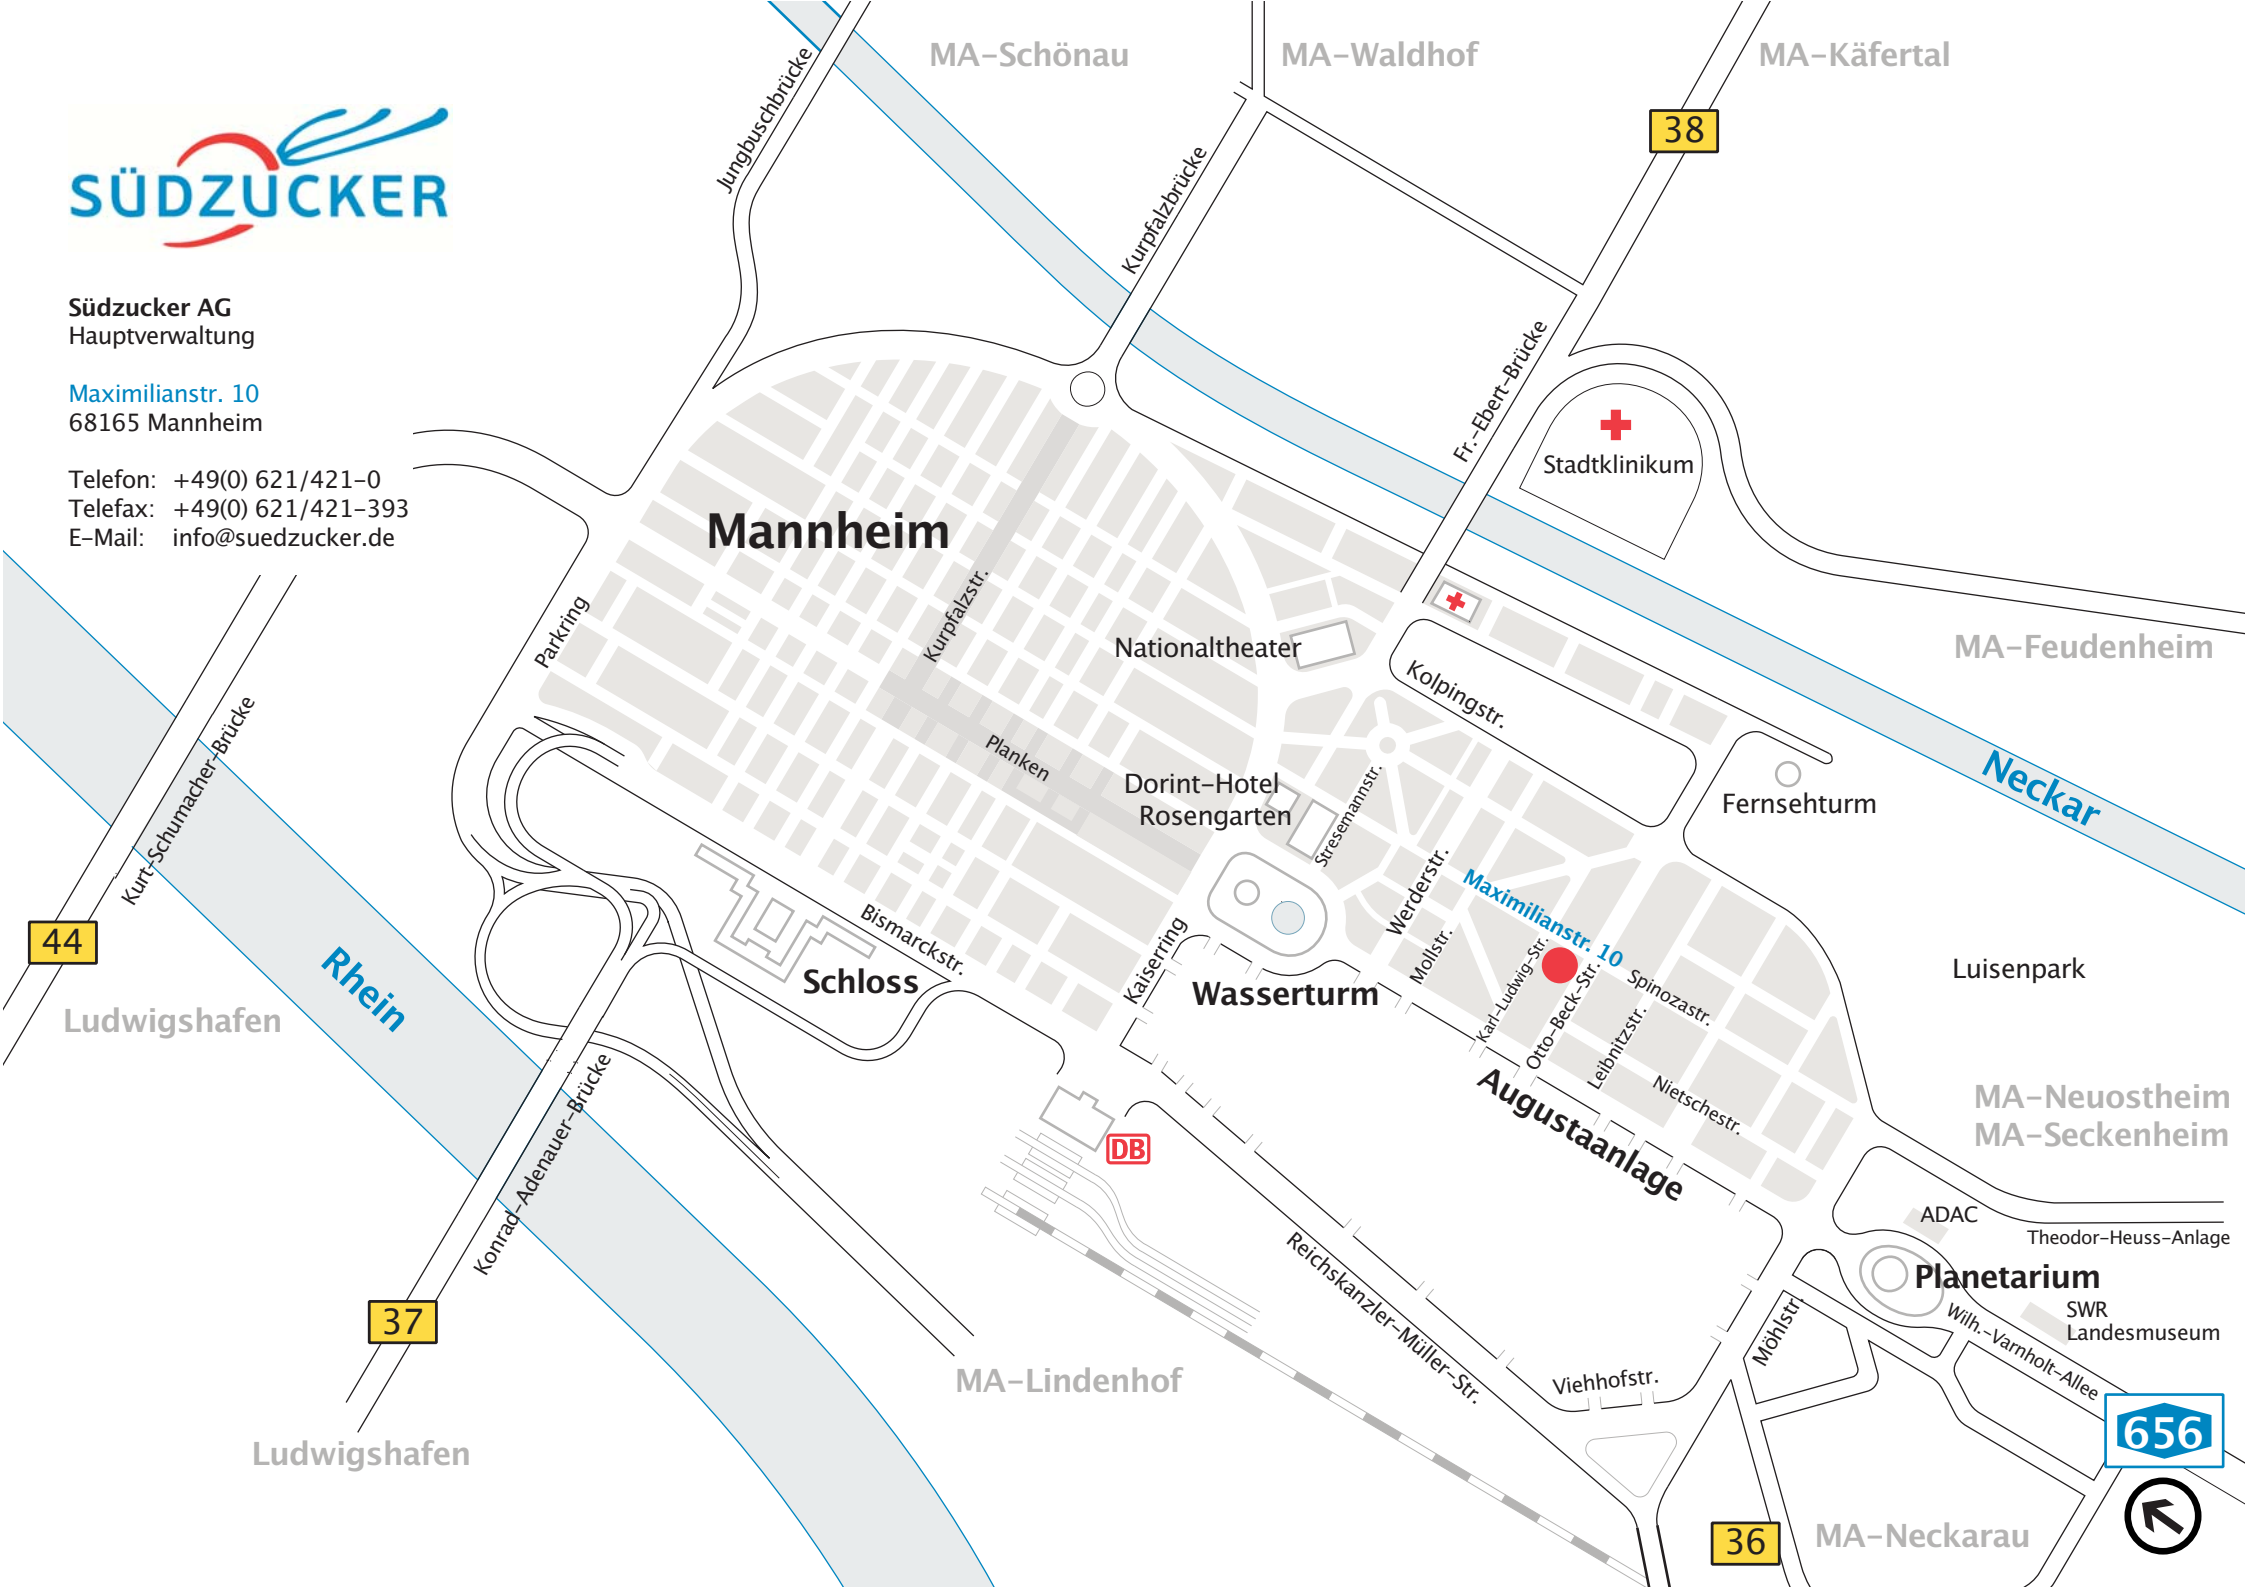 SÜDZUCKER
Südzucker AG
Hauptverwaltung
Maximilianstr. 10
68165 Mannheim
Telefon: +49(0) 621/421-0
Telefax: +49(0) 621/421-393
E-Mail: info@suedzucker.de
MA-Schönau
MA-Waldhof
MA-Käfertal
38
Jungbuschbrücke
Kurpfalzbrücke
Fr.-Ebert-Brücke
Stadtklinikum
Mannheim
Parkring
Kurpfalzstr.
Nationaltheater
Kolpingstr.
MA-Feudenheim
Neckar
Fernsehturm
Planken
Dorint-Hotel
Rosengarten
Stresemannstr.
Kurt-Schumacher-Brücke
44
Ludwigshafen
Rhein
Schloss
Bismarckstr.
Kaiserring
Wasserturm
Werderstr.
Mollstr.
Maximilianstr. 10
Karl-Ludwig-Str.
Otto-Beck-Str.
Spinozastr.
Leibnitzstr.
Nietschestr.
Augustaanlage
Luisenpark
MA-Neuostheim
MA-Seckenheim
ADAC
Theodor-Heuss-Anlage
Planetarium
SWR
Landesmuseum
Wilh.-Varnholt-Allee
Möhlstr.
Viehhofstr.
Reichskanzler-Müller-Str.
DB
Konrad-Adenauer-Brücke
37
Ludwigshafen
MA-Lindenhof
656
36
MA-Neckarau